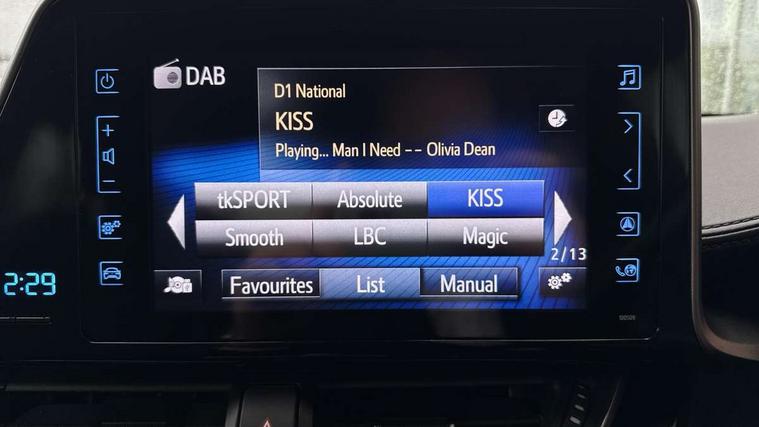 DAB
D1 National
KISS
Playing... Man I Need -- Olivia Dean
tkSPORT Absolute KISS
Smooth LBC Magic
2/13
2:29
Favourites List Manual